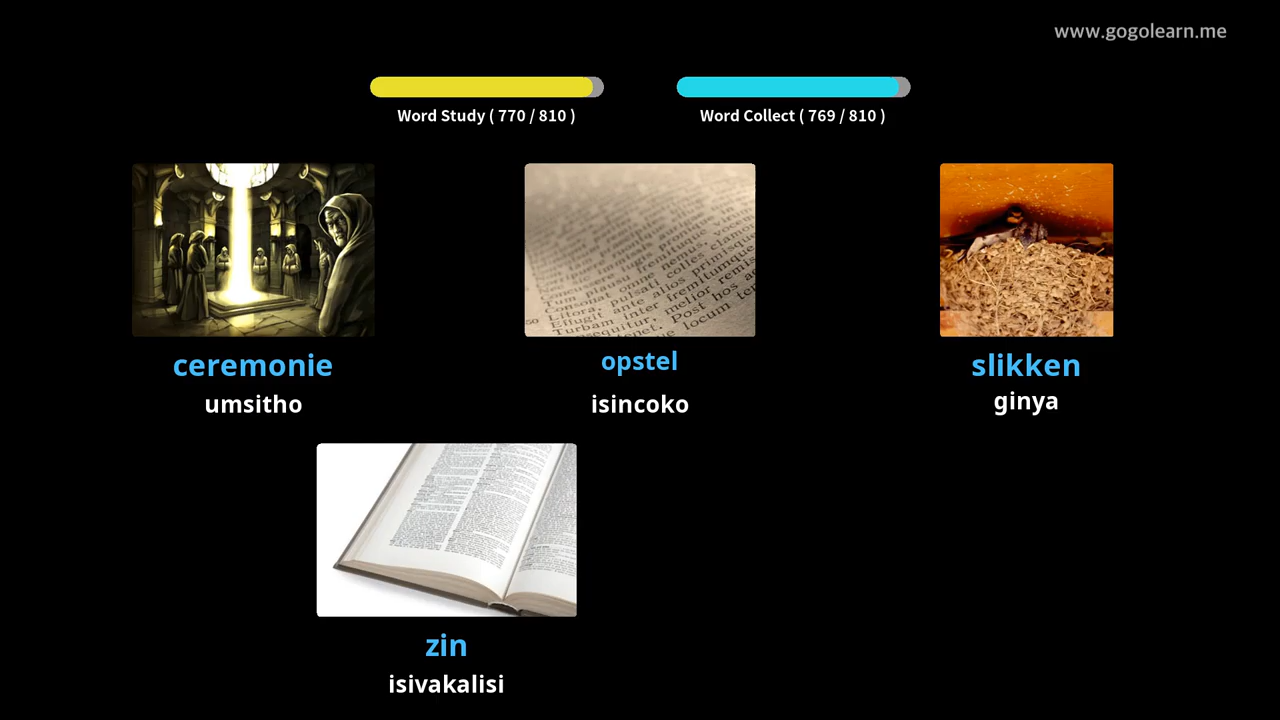 www.gogolearn.me
Word Study ( 770 / 810 )
Word Collect ( 769 / 810 )
ceremonie
umsitho
opstel
isincoko
slikken
ginya
zin
isivakalisi